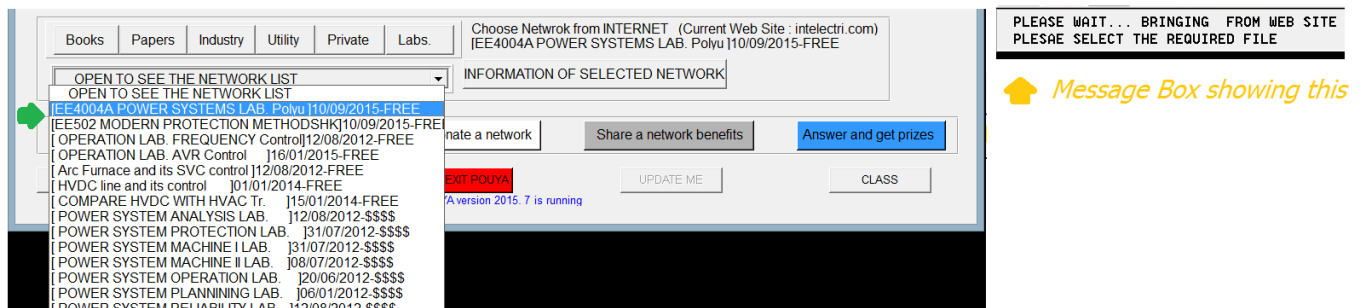 Books Papers Industry Utility Private Labs.
Choose Netwrok from INTERNET (Current Web Site : intelectri.com)
[EE4004A POWER SYSTEMS LAB. Polyu ]10/09/2015-FREE
OPEN TO SEE THE NETWORK LIST
INFORMATION OF SELECTED NETWORK
OPEN TO SEE THE NETWORK LIST
[EE4004A POWER SYSTEMS LAB. Polyu ]10/09/2015-FREE
[EE502 MODERN PROTECTION METHODSHK]10/09/2015-FREE
[ OPERATION LAB. FREQUENCY Control]12/08/2012-FREE
[ OPERATION LAB. AVR Control ]16/01/2015-FREE
[ Arc Furnace and its SVC control ]12/08/2012-FREE
[ HVDC line and its control ]01/01/2014-FREE
[ COMPARE HVDC WITH HVAC Tr. ]15/01/2014-FREE
[ POWER SYSTEM ANALYSIS LAB. ]12/08/2012-$$$$
[ POWER SYSTEM PROTECTION LAB. ]31/07/2012-$$$$
[ POWER SYSTEM MACHINE I LAB. ]31/07/2012-$$$$
[ POWER SYSTEM MACHINE II LAB. ]08/07/2012-$$$$
[ POWER SYSTEM OPERATION LAB. ]20/06/2012-$$$$
[ POWER SYSTEM PLANNINING LAB. ]06/01/2012-$$$$
[ POWER SYSTEM RELIABILITY LAB. ]12/08/2012-$$$$
nate a network Share a network benefits Answer and get prizes
EXIT POUYA UPDATE ME CLASS
A version 2015. 7 is running
PLEASE WAIT... BRINGING FROM WEB SITE
PLESAE SELECT THE REQUIRED FILE
Message Box showing this